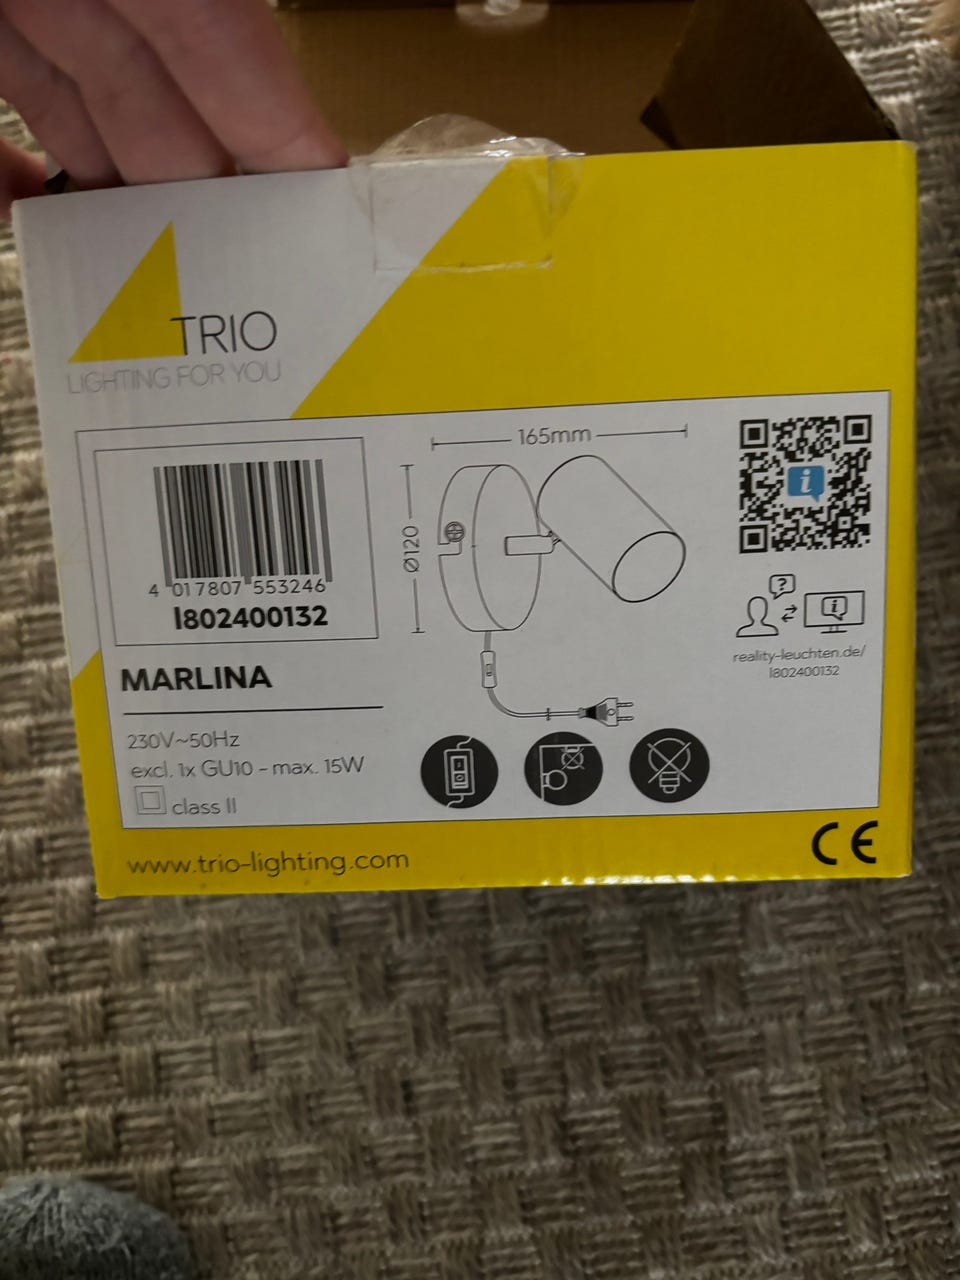 TRIO
LIGHTING FOR YOU
165mm
Ø120
4 017807 553246
I802400132
MARLINA
230V~50Hz
excl. 1x GU10 - max. 15W
class II
?
i
i
reality-leuchten.de/
I802400132
www.trio-lighting.com
CE